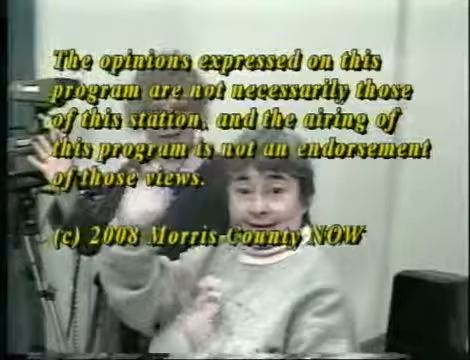 The opinions expressed on this
program are not necessarily those
of this station, and the airing of
this program is not an endorsement
of those views.
(c) 2008 Morris County NOW